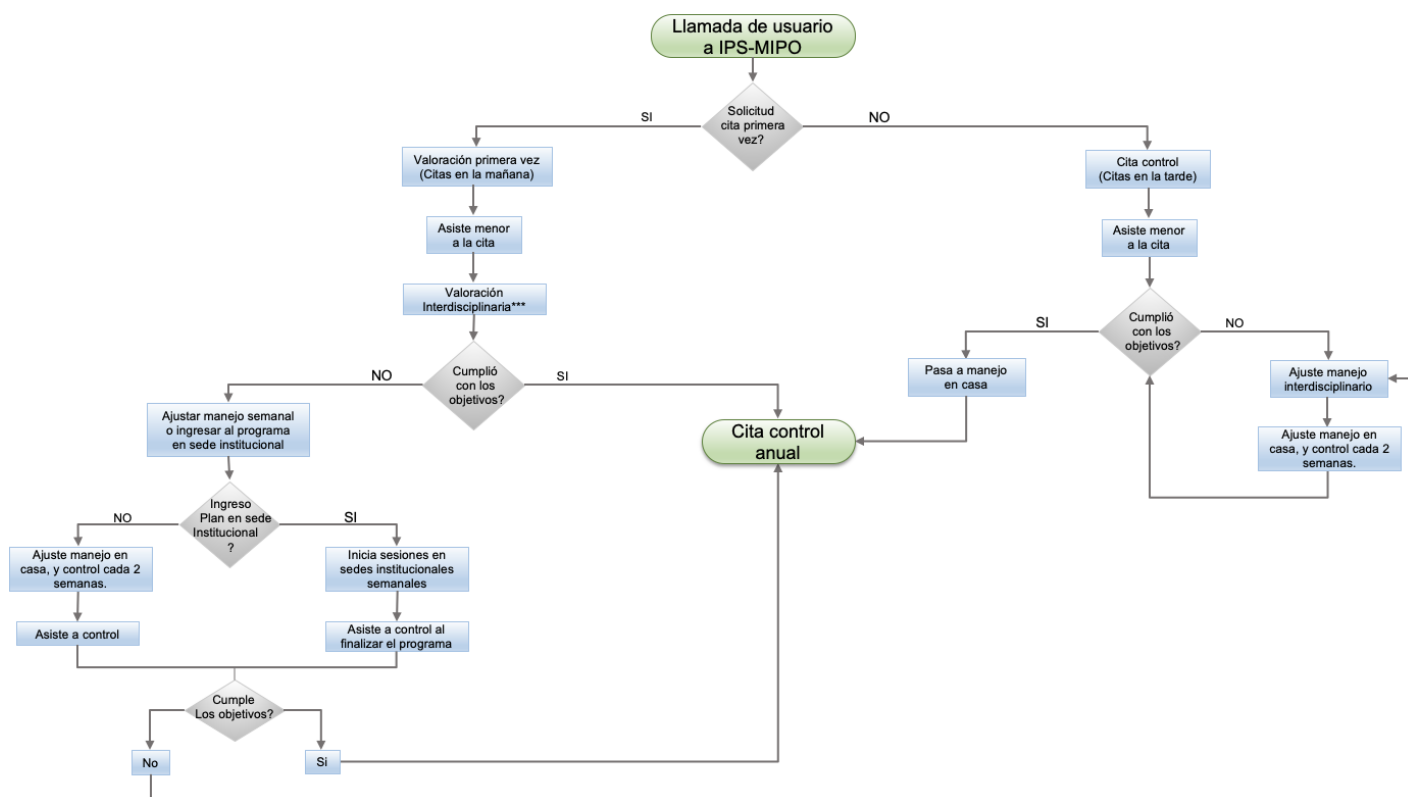 Llamada de usuario
a IPS-MIPO
Solicitud
cita primera
vez?
SI
NO
Valoración primera vez
(Citas en la mañana)
Cita control
(Citas en la tarde)
Asiste menor
a la cita
Asiste menor
a la cita
Valoración
Interdisciplinaria***
Cumplió
con los
objetivos?
SI
NO
Cumplió
con los
objetivos?
NO
SI
Pasa a manejo
en casa
Ajuste manejo
interdisciplinario
Ajustar manejo semanal
o ingresar al programa
en sede institucional
Cita control
anual
Ajuste manejo en
casa, y control cada 2
semanas.
Ingreso
Plan en sede
Institucional
?
NO
SI
Ajuste manejo en
casa, y control cada 2
semanas.
Inicia sesiones en
sedes institucionales
semanales
Asiste a control
Asiste a control al
finalizar el programa
Cumple
Los objetivos?
No
Si